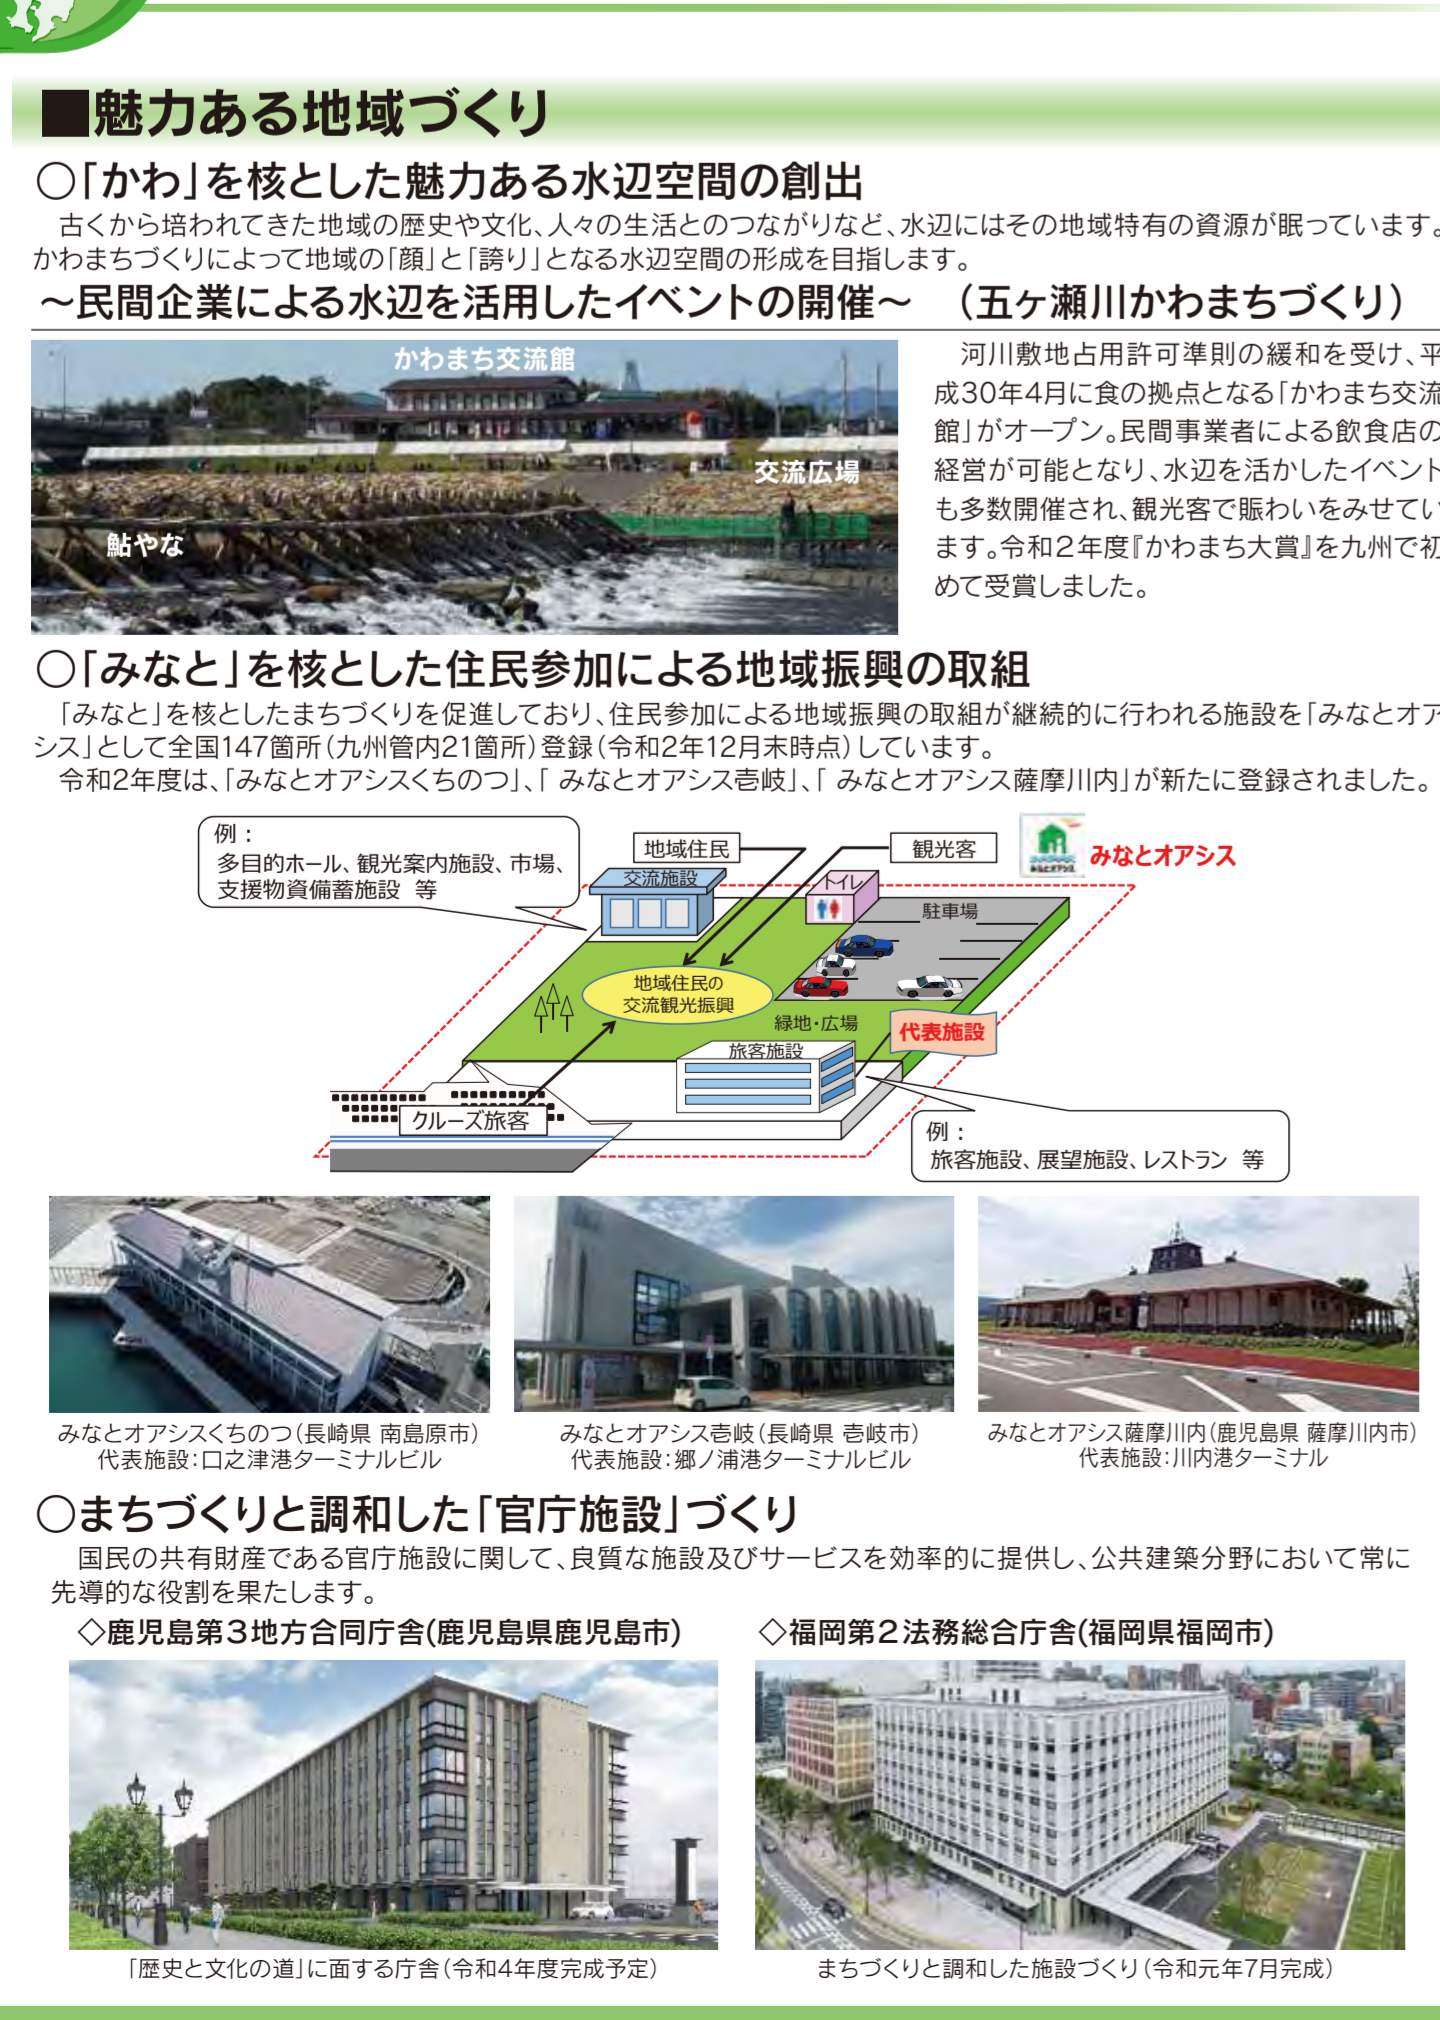 ■魅力ある地域づくり
○「かわ」を核とした魅力ある水辺空間の創出
古くから培われてきた地域の歴史や文化、人々の生活とのつながりなど、水辺にはその地域特有の資源が眠っています。
かわまちづくりによって地域の「顔」と「誇り」となる水辺空間の形成を目指します。
～民間企業による水辺を活用したイベントの開催～　（五ヶ瀬川かわまちづくり）
かわまち交流館
交流広場
鮎やな
河川敷地占用許可準則の緩和を受け、平
成30年4月に食の拠点となる「かわまち交流
館」がオープン。民間事業者による飲食店の
経営が可能となり、水辺を活かしたイベント
も多数開催され、観光客で賑わいをみせてい
ます。令和2年度『かわまち大賞』を九州で初
めて受賞しました。
○「みなと」を核とした住民参加による地域振興の取組
「みなと」を核としたまちづくりを促進しており、住民参加による地域振興の取組が継続的に行われる施設を「みなとオア
シス」として全国147箇所（九州管内21箇所）登録（令和2年12月末時点）しています。
令和2年度は、「みなとオアシスくちのつ」、「 みなとオアシス壱岐」、「 みなとオアシス薩摩川内」が新たに登録されました。
例：
多目的ホール、観光案内施設、市場、
支援物資備蓄施設　等
地域住民
観光客
みなとオアシス
みなとオアシス
交流施設
トイレ
駐車場
地域住民の
交流観光振興
緑地・広場
代表施設
旅客施設
クルーズ旅客
例：
旅客施設、展望施設、レストラン　等
みなとオアシスくちのつ（長崎県 南島原市）
代表施設：口之津港ターミナルビル
みなとオアシス壱岐（長崎県 壱岐市）
代表施設：郷ノ浦港ターミナルビル
みなとオアシス薩摩川内（鹿児島県 薩摩川内市）
代表施設：川内港ターミナル
○まちづくりと調和した「官庁施設」づくり
国民の共有財産である官庁施設に関して、良質な施設及びサービスを効率的に提供し、公共建築分野において常に
先導的な役割を果たします。
◇鹿児島第3地方合同庁舎(鹿児島県鹿児島市)
◇福岡第2法務総合庁舎(福岡県福岡市)
「歴史と文化の道」に面する庁舎（令和4年度完成予定）
まちづくりと調和した施設づくり（令和元年7月完成）